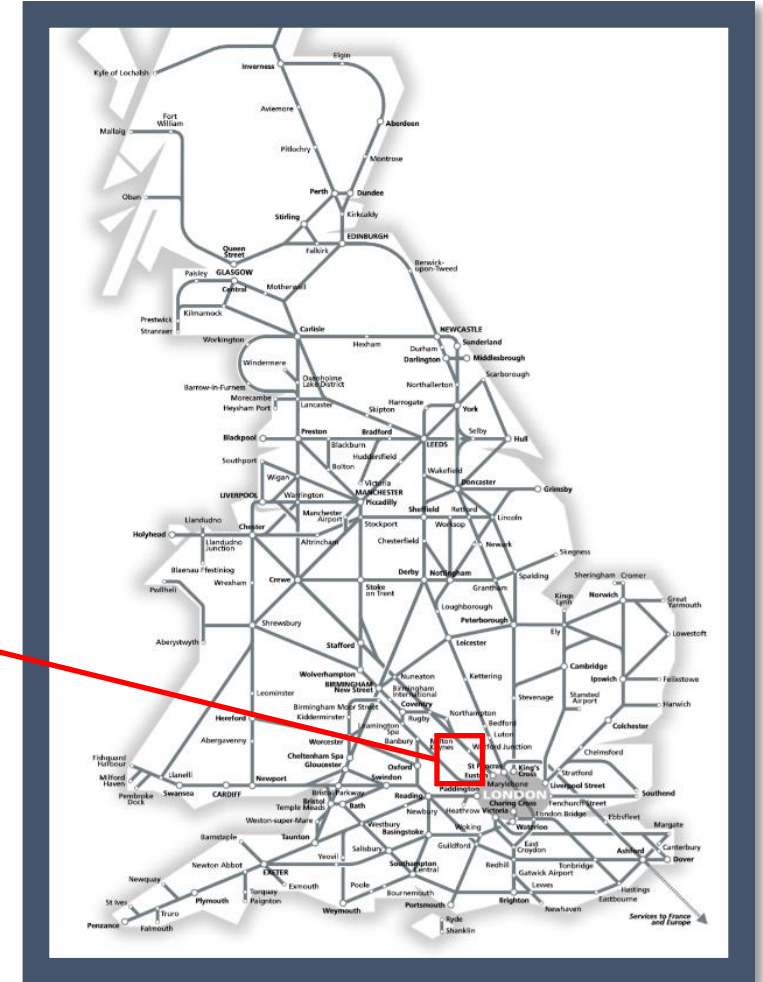 Elgin
Inverness
Kyle of Lochalsh
Aviemore
Fort
William
Aberdeen
Mallaig
Pitlochry
Montrose
Perth
Dundee
Oban
Stirling
Kirkcaldy
EDINBURGH
Queen
Street
Falkirk
Berwick-
upon-Tweed
Paisley
GLASGOW
Central
Motherwell
Prestwick
Kilmarnock
Stranraer
Carlisle
NEWCASTLE
Workington
Hexham
Durham
Sunderland
Darlington
Middlesbrough
Windermere
Scarborough
Oxenholme
Lake District
Barrow-in-Furness
Northallerton
Morecambe
Heysham Port
Lancaster
Harrogate
Skipton
York
Blackpool
Preston
Bradford
Selby
Blackburn
LEEDS
Hull
Huddersfield
Southport
Bolton
Wakefield
Wigan
Victoria
Doncaster
LIVERPOOL
Warrington
MANCHESTER
Piccadilly
Grimsby
Manchester
Airport
Sheffield
Retford
Llandudno
Stockport
Worksop
Lincoln
Holyhead
Chester
Llandudno
Junction
Altrincham
Chesterfield
Newark
Skegness
Blaenau Ffestiniog
Derby
Nottingham
Wrexham
Crewe
Stoke
on Trent
Grantham
Spalding
Sheringham
Cromer
Pwllheli
Kings
Lynn
Norwich
Great
Yarmouth
Loughborough
Shrewsbury
Peterborough
Ely
Aberystwyth
Stafford
Leicester
Lowestoft
Wolverhampton
Nuneaton
Kettering
Cambridge
BIRMINGHAM
New Street
Birmingham
International
Ipswich
Felixstowe
Leominster
Coventry
Stevenage
Stansted
Airport
Birmingham Moor Street
Harwich
Hereford
Kidderminster
Rugby
Northampton
Leamington
Spa
Bedford
Colchester
Abergavenny
Worcester
Banbury
Milton
Keynes
Luton
Watford Junction
Chelmsford
Fishguard
Harbour
Cheltenham Spa
Gloucester
Oxford
St Pancras
King's
Cross
Euston
Stratford
Milford
Haven
Llanelli
Newport
Swindon
Marylebone
Liverpool Street
Pembroke
Dock
Swansea
CARDIFF
Bristol Parkway
Reading
Paddington
LONDON
Southend
Bristol
Temple Meads
Bath
Newbury
Heathrow
Victoria
Charing Cross
Fenchurch Street
London Bridge
Ebbsfleet
Weston-super-Mare
Westbury
Woking
Waterloo
Margate
Barnstaple
Taunton
Basingstoke
Canterbury
Yeovil
Salisbury
Guildford
East
Croydon
Ashford
Dover
Newton Abbot
EXETER
Southampton
Central
Redhill
Tonbridge
Gatwick Airport
Newquay
Exmouth
Poole
Lewes
Hastings
Plymouth
Torquay
Paignton
Bournemouth
Eastbourne
St Ives
Truro
Weymouth
Portsmouth
Brighton
Newhaven
Penzance
Falmouth
Ryde
Shanklin
Services to France
and Europe